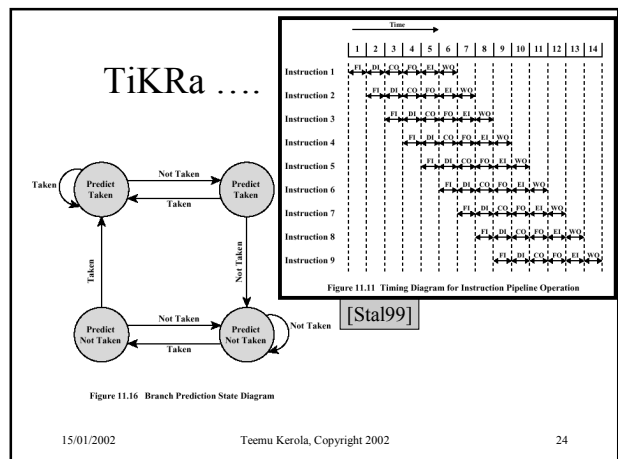 TiKRa ….
Time
1 2 3 4 5 6 7 8 9 10 11 12 13 14
Instruction 1 FI DI CO FO EI WO
Instruction 2 FI DI CO FO EI WO
Instruction 3 FI DI CO FO EI WO
Instruction 4 FI DI CO FO EI WO
Instruction 5 FI DI CO FO EI WO
Instruction 6 FI DI CO FO EI WO
Instruction 7 FI DI CO FO EI WO
Instruction 8 FI DI CO FO EI WO
Instruction 9 FI DI CO FO EI WO
Figure 11.11 Timing Diagram for Instruction Pipeline Operation
[Stal99]
Taken
Predict
Taken
Not Taken
Taken
Predict
Taken
Taken
Not Taken
Predict
Not Taken
Not Taken
Taken
Predict
Not Taken
Not Taken
Figure 11.16 Branch Prediction State Diagram
15/01/2002 Teemu Kerola, Copyright 2002 24